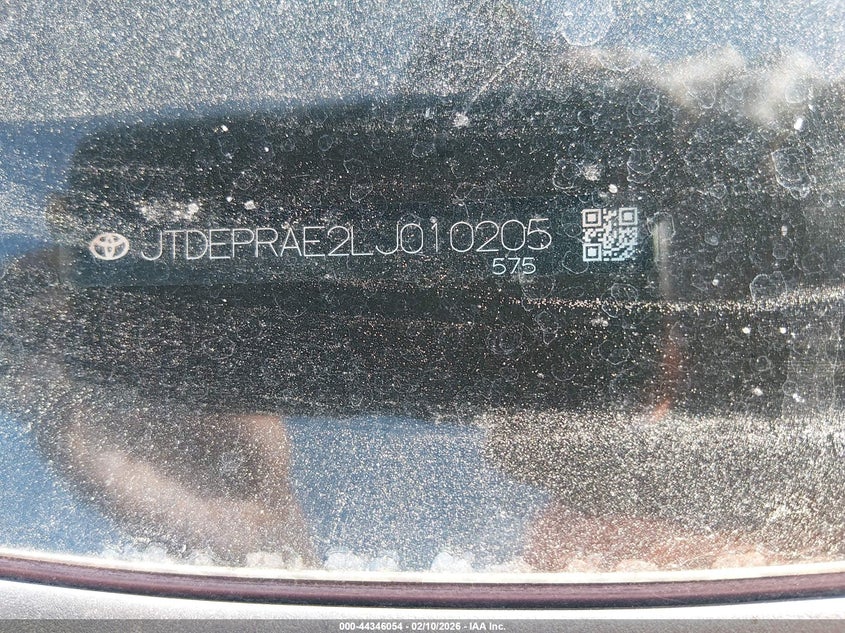 JTDEPRAE2LJ010205
575
000-44346054 — 02/10/2026 — IAA Inc.